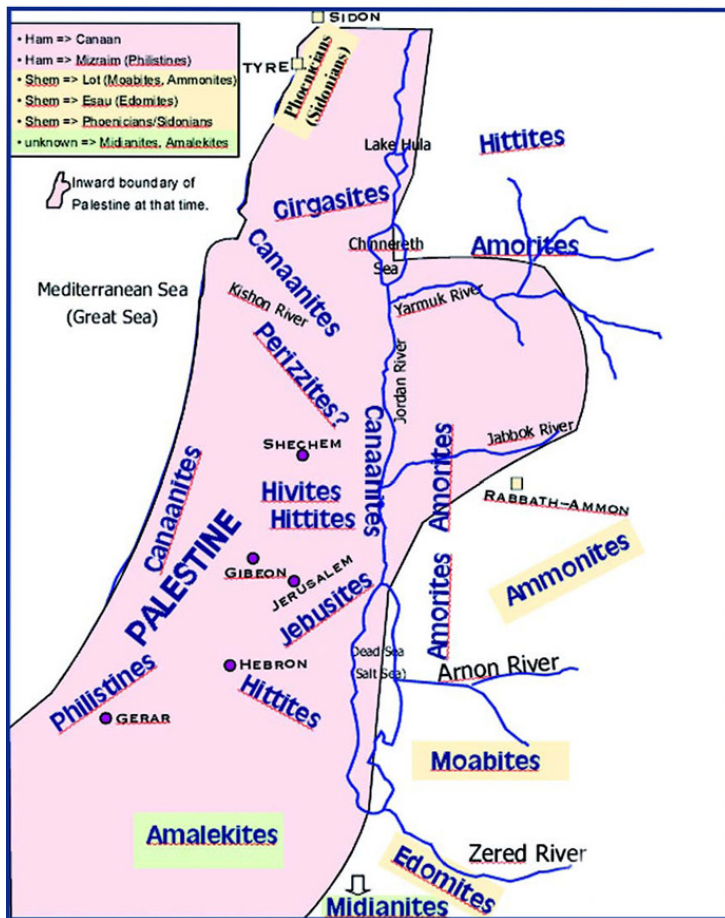 SIDON
• Ham => Canaan
• Ham => Mizraim (Philistines)
• Shem => Lot (Moabites, Ammonites)
• Shem => Esau (Edomites)
• Shem => Phoenicians/Sidonians
• unknown => Midianites, Amalekites
TYRE
Phoenicians
(Sidonians)
Inward boundary of
Palestine at that time.
Lake Hula
Hittites
Girgasites
Chinnereth
Sea
Amorites
Canaanites
Mediterranean Sea
(Great Sea)
Kishon River
Yarmuk River
Perizzites?
Jordan River
Canaanites
SHECHEM
Jabbok River
Amorites
Canaanites
Hivites
Hittites
RABBATH-AMMON
PALESTINE
GIBEON
JERUSALEM
Jebusites
Amorites
Ammonites
Dead Sea
Salt Sea)
Arnon River
HEBRON
Hittites
Philistines
GERAR
Moabites
Amalekites
Zered River
Edomites
Midianites